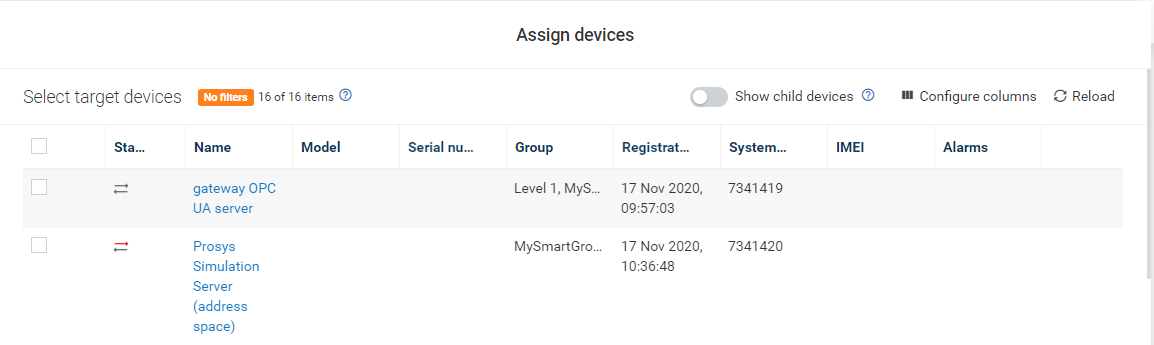 Assign devices
Select target devices No filters 16 of 16 items Show child devices Configure columns Reload
Sta... Name Model Serial nu... Group Registrat... System... IMEI Alarms
gateway OPC Level 1, MyS... 17 Nov 2020, 7341419
UA server 09:57:03
Prosys MySmartGro... 17 Nov 2020, 7341420
Simulation 10:36:48
Server
(address
space)